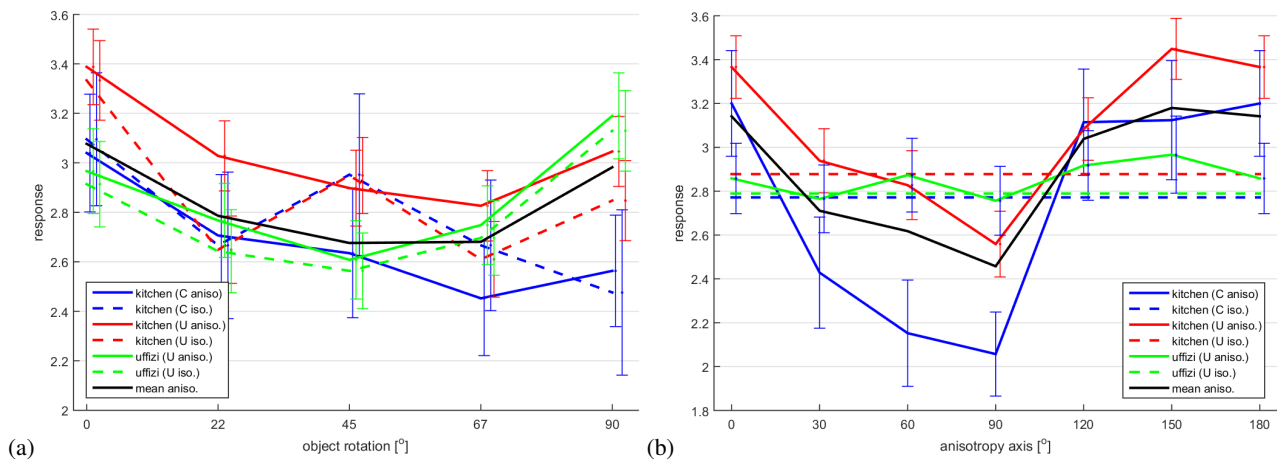 3.6
3.4
3.2
3
2.8
2.6
2.4
2.2
2
response
0 22 45 67 90
object rotation [o]
kitchen (C aniso)
kitchen (C iso.)
kitchen (U aniso.)
kitchen (U iso.)
uffizi (U aniso.)
uffizi (U iso.)
mean aniso.
(a)
3.6
3.4
3.2
3
2.8
2.6
2.4
2.2
2
1.8
response
0 30 60 90 120 150 180
anisotropy axis [o]
kitchen (C aniso)
kitchen (C iso.)
kitchen (U aniso.)
kitchen (U iso.)
uffizi (U aniso.)
uffizi (U iso.)
mean aniso.
(b)